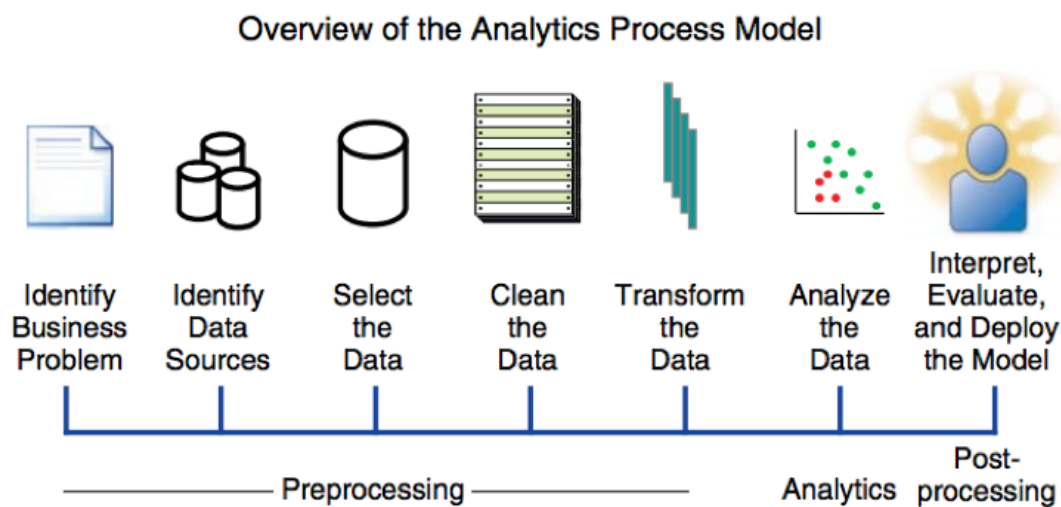 Overview of the Analytics Process Model
Identify
Business
Problem
Identify
Data
Sources
Select
the
Data
Clean
the
Data
Transform
the
Data
Analyze
the
Data
Interpret,
Evaluate,
and Deploy
the Model
Preprocessing
Analytics
Post-
processing